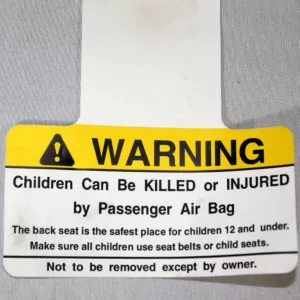 WARNING
Children Can Be KILLED or INJURED
by Passenger Air Bag
The back seat is the safest place for children 12 and under.
Make sure all children use seat belts or child seats.
Not to be removed except by owner.